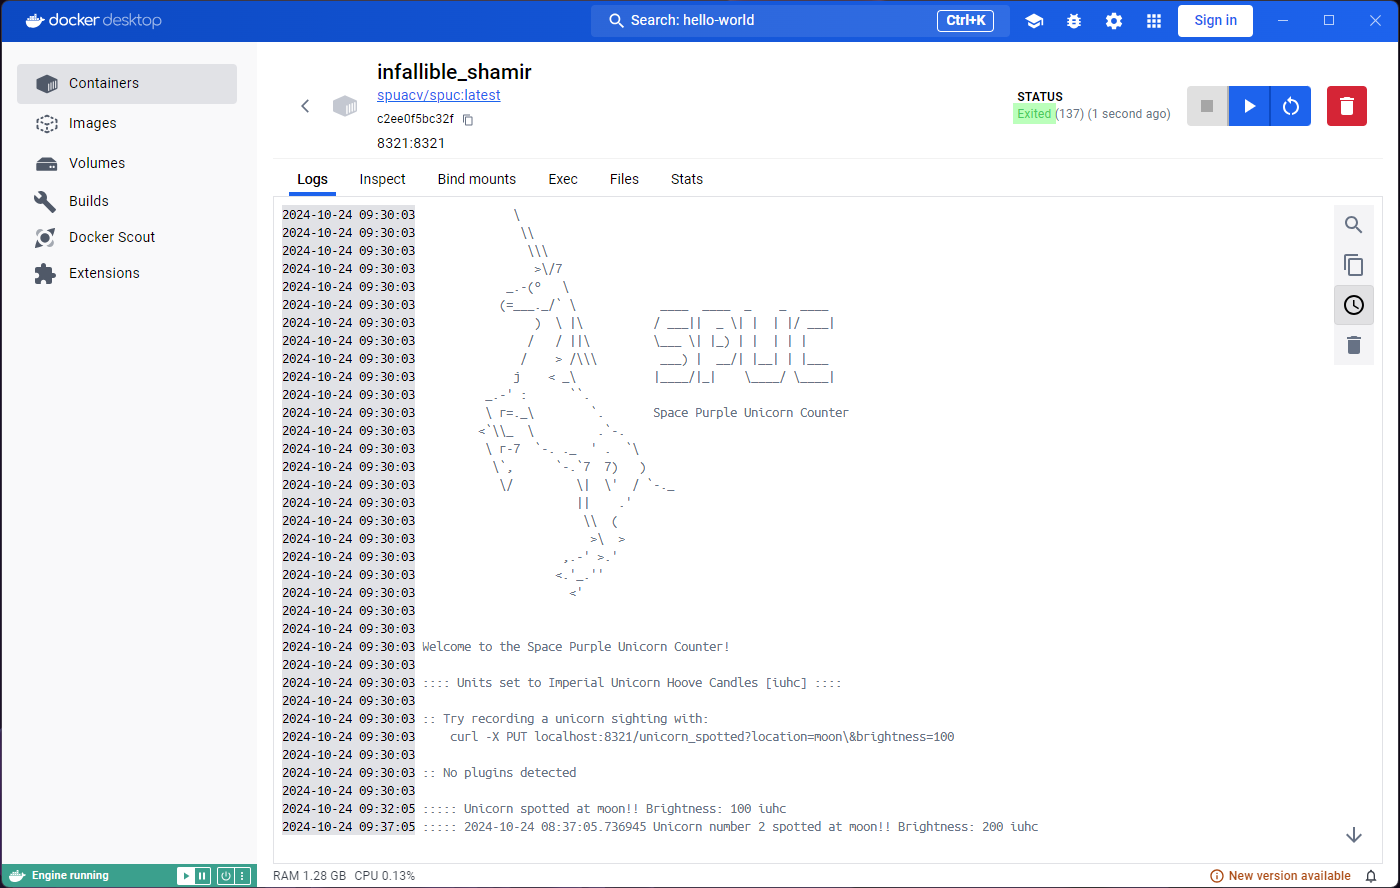 docker desktop
Search: hello-world
Ctrl+K
Sign in
Containers
Images
Volumes
Builds
Docker Scout
Extensions
infallible_shamir
spuacv/spuc:latest
c2ee0f5bc32f
8321:8321
STATUS
Exited (137) (1 second ago)
Logs Inspect Bind mounts Exec Files Stats
2024-10-24 09:30:03                \
2024-10-24 09:30:03                 \\
2024-10-24 09:30:03                  \\\
2024-10-24 09:30:03                   >\/7
2024-10-24 09:30:03               _.-(º   \
2024-10-24 09:30:03              (=___._/` \            ____  ____  _    _  ____
2024-10-24 09:30:03                   )  \ |\          / ___||  _ \| |  | |/ ___|
2024-10-24 09:30:03                  /   / ||\         \___ \| |_) | |  | | |
2024-10-24 09:30:03                 /    > /\\\         ___) |  __/| |__| | |___
2024-10-24 09:30:03                j    < _\           |____/|_|    \____/ \____|
2024-10-24 09:30:03            _.-' :      ``.
2024-10-24 09:30:03            \ r=._\        `.       Space Purple Unicorn Counter
2024-10-24 09:30:03           <`\\_  \         .`-.
2024-10-24 09:30:03            \ r-7  `-. ._  ' .  `\
2024-10-24 09:30:03             \`,      `-.`7  7)   )
2024-10-24 09:30:03              \/         \|  \'  / `-._
2024-10-24 09:30:03                         ||    .'
2024-10-24 09:30:03                          \\  (
2024-10-24 09:30:03                           >\  >
2024-10-24 09:30:03                       ,.-' >.'
2024-10-24 09:30:03                      <.'_.''
2024-10-24 09:30:03                        <'
2024-10-24 09:30:03
2024-10-24 09:30:03
2024-10-24 09:30:03 Welcome to the Space Purple Unicorn Counter!
2024-10-24 09:30:03
2024-10-24 09:30:03 :::: Units set to Imperial Unicorn Hoove Candles [iuhc] ::::
2024-10-24 09:30:03
2024-10-24 09:30:03 :: Try recording a unicorn sighting with:
2024-10-24 09:30:03     curl -X PUT localhost:8321/unicorn_spotted?location=moon\&brightness=100
2024-10-24 09:30:03
2024-10-24 09:30:03 :: No plugins detected
2024-10-24 09:30:03
2024-10-24 09:32:05 ::::: Unicorn spotted at moon!! Brightness: 100 iuhc
2024-10-24 09:37:05 ::::: 2024-10-24 08:37:05.736945 Unicorn number 2 spotted at moon!! Brightness: 200 iuhc
Engine running
RAM 1.28 GB CPU 0.13%
New version available